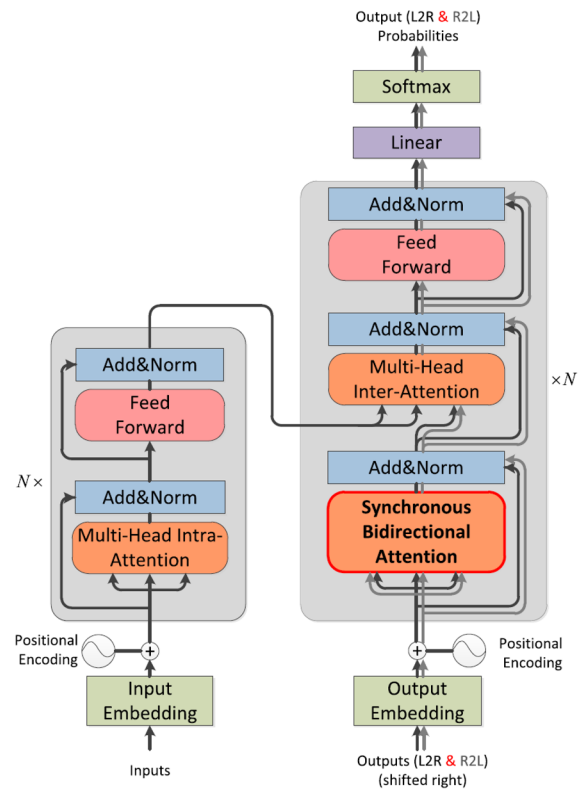 Output (L2R & R2L)
Probabilities
Softmax
Linear
Add&Norm
Feed
Forward
Add&Norm
Multi-Head
Inter-Attention
×N
Add&Norm
Synchronous
Bidirectional
Attention
Positional
Encoding
Output
Embedding
Outputs (L2R & R2L)
(shifted right)
Add&Norm
Feed
Forward
N×
Add&Norm
Multi-Head Intra-
Attention
Positional
Encoding
Input
Embedding
Inputs